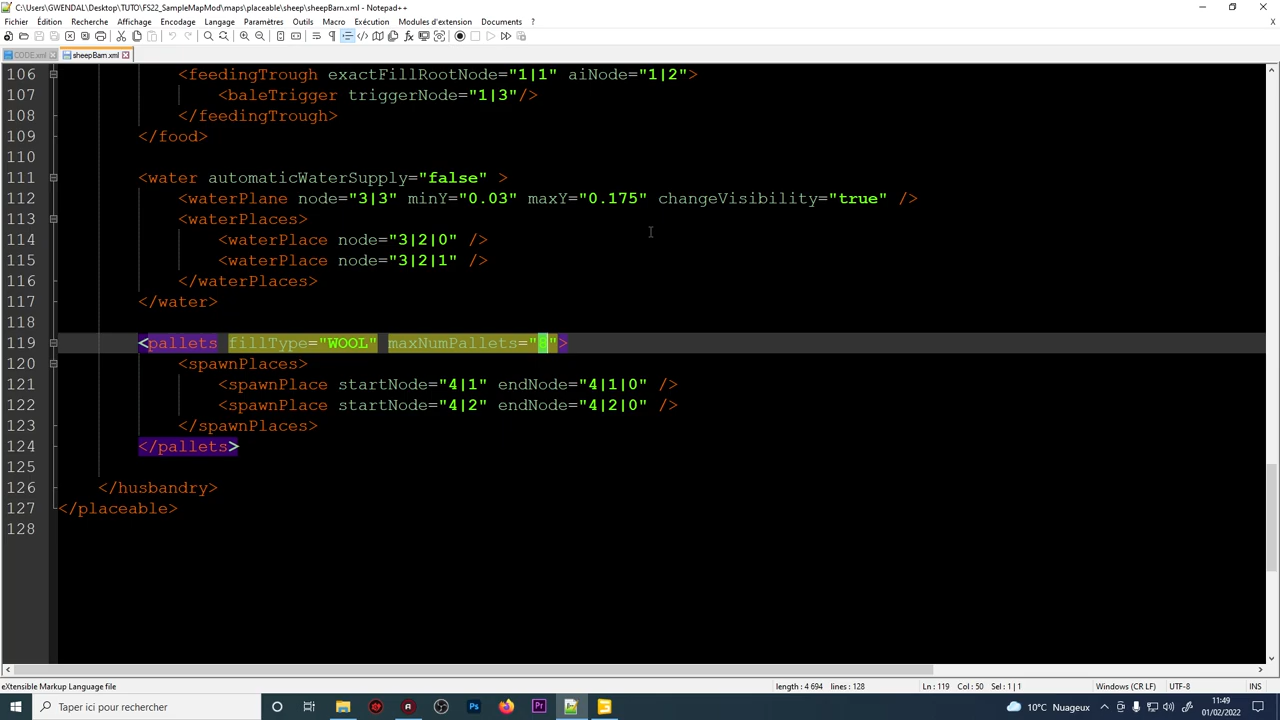 C:\Users\GWENDAL\Desktop\TUTO\FS22_SampleMapMod\maps\placeable\sheep\sheepBarn.xml - Notepad++
Fichier Édition Recherche Affichage Encodage Langage Paramètres Outils Macro Exécution Modules d'extension Documents ? X
CODE.xml sheepBarn.xml
106 <feedingTrough exactFillRootNode="1|1" aiNode="1|2">
107 <baleTrigger triggerNode="1|3"/>
108 </feedingTrough>
109 </food>
110
111 <water automaticWaterSupply="false" >
112 <waterPlane node="3|3" minY="0.03" maxY="0.175" changeVisibility="true" />
113 <waterPlaces>
114 <waterPlace node="3|2|0" />
115 <waterPlace node="3|2|1" />
116 </waterPlaces>
117 </water>
118
119 <pallets fillType="WOOL" maxNumPallets="8">
120 <spawnPlaces>
121 <spawnPlace startNode="4|1" endNode="4|1|0" />
122 <spawnPlace startNode="4|2" endNode="4|2|0" />
123 </spawnPlaces>
124 </pallets>
125
126 </husbandry>
127 </placeable>
128
eXtensible Markup Language file length : 4 694 lines : 128 Ln : 119 Col : 50 Sel : 1 | 1 Windows (CR LF) UTF-8 INS
Taper ici pour rechercher 10°C Nuageux 11:49
01/02/2022